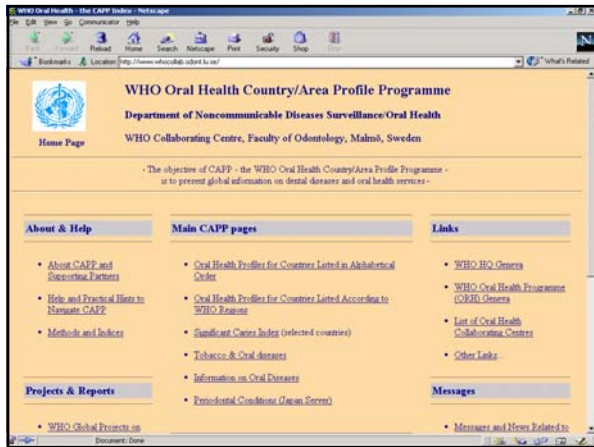 WHO Oral Health - the CAPP Index - Netscape
File Edit View Go Communicator Help
Back Forward Reload Home Search Netscape Print Security Shop Stop
Bookmarks Location http://www.whocollab.odont.lu.se/ What's Related
WHO Oral Health Country/Area Profile Programme
Department of Noncommunicable Diseases Surveillance/Oral Health
WHO Collaborating Centre, Faculty of Odontology, Malmö, Sweden
Home Page
- The objective of CAPP - the WHO Oral Health Country/Area Profile Programme -
is to present global information on dental diseases and oral health services -
About & Help
• About CAPP and
Supporting Partners
• Help and Practical Hints to
Navigate CAPP
• Methods and Indices
Projects & Reports
• WHO Global Projects on
Main CAPP pages
• Oral Health Profiles for Countries Listed in Alphabetical
Order
• Oral Health Profiles for Countries Listed According to
WHO Regions
• Significant Caries Index (selected countries)
• Tobacco & Oral diseases
• Information on Oral Diseases
• Periodontal Conditions (Japan Server)
Links
• WHO HQ Geneva
• WHO Oral Health Programme
(ORH) Geneva
• List of Oral Health
Collaborating Centres
• Other Links...
Messages
• Messages and News Related to
Document: Done